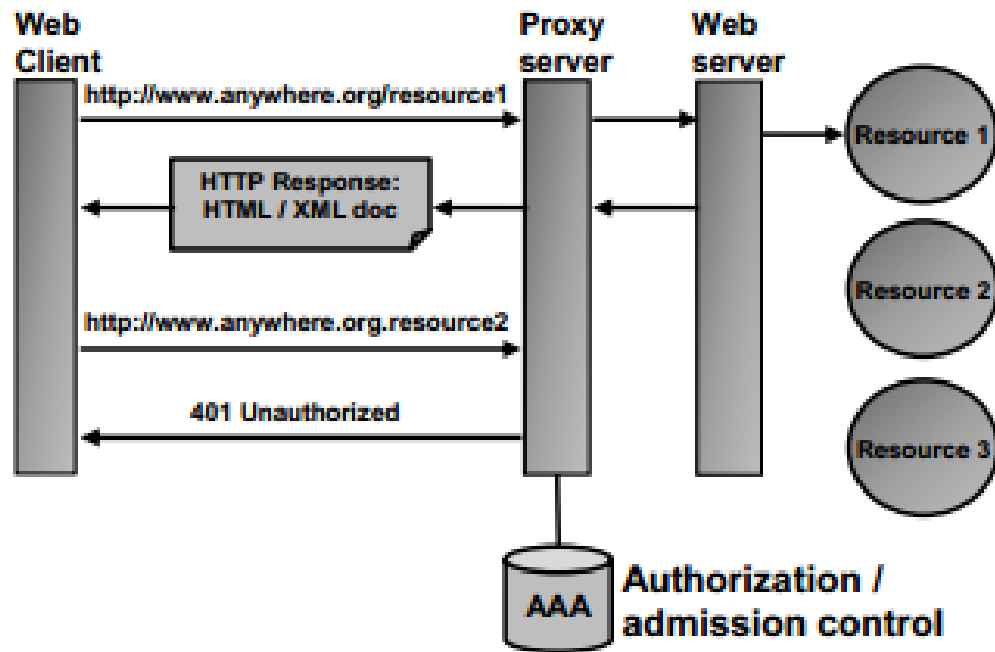 Web
Client
Proxy
server
Web
server
http://www.anywhere.org/resource1
Resource 1
HTTP Response:
HTML / XML doc
Resource 2
http://www.anywhere.org.resource2
401 Unauthorized
Resource 3
AAA
Authorization /
admission control